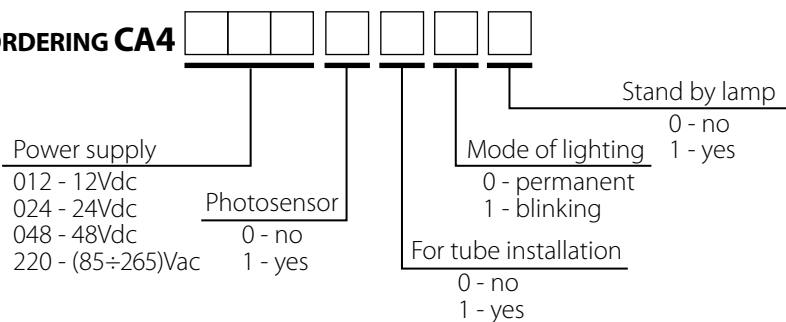 ORDERING CA4
Stand by lamp
0 - no
1 - yes
Power supply
012 - 12Vdc
024 - 24Vdc
048 - 48Vdc
220 - (85÷265)Vac
Photosensor
0 - no
1 - yes
Mode of lighting
0 - permanent
1 - blinking
For tube installation
0 - no
1 - yes